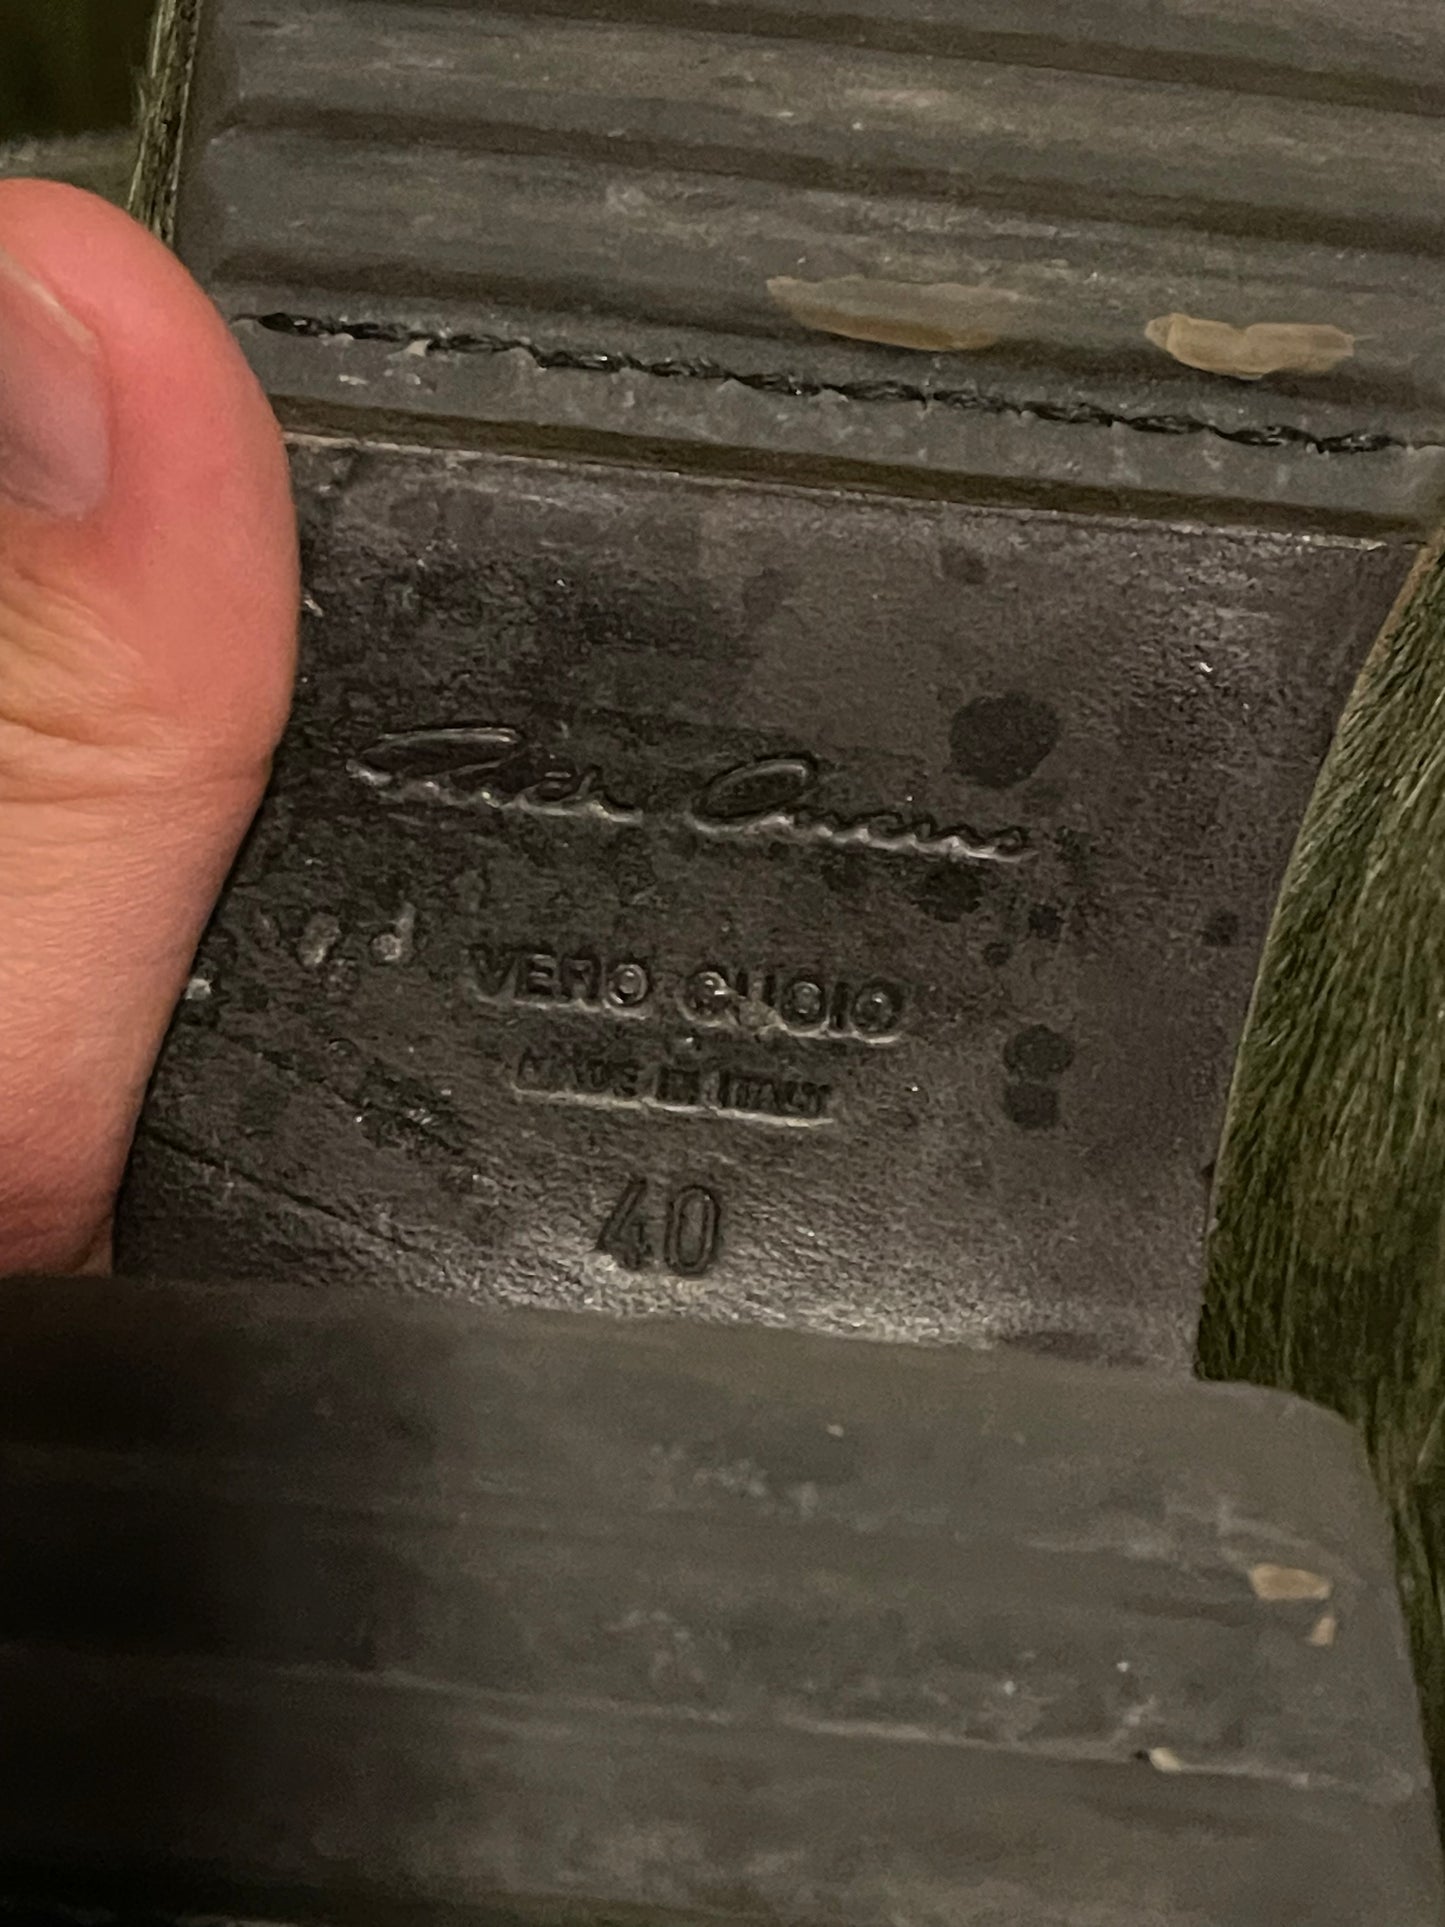 Rick Owens
VERO CUOIO
MADE IN ITALY
40